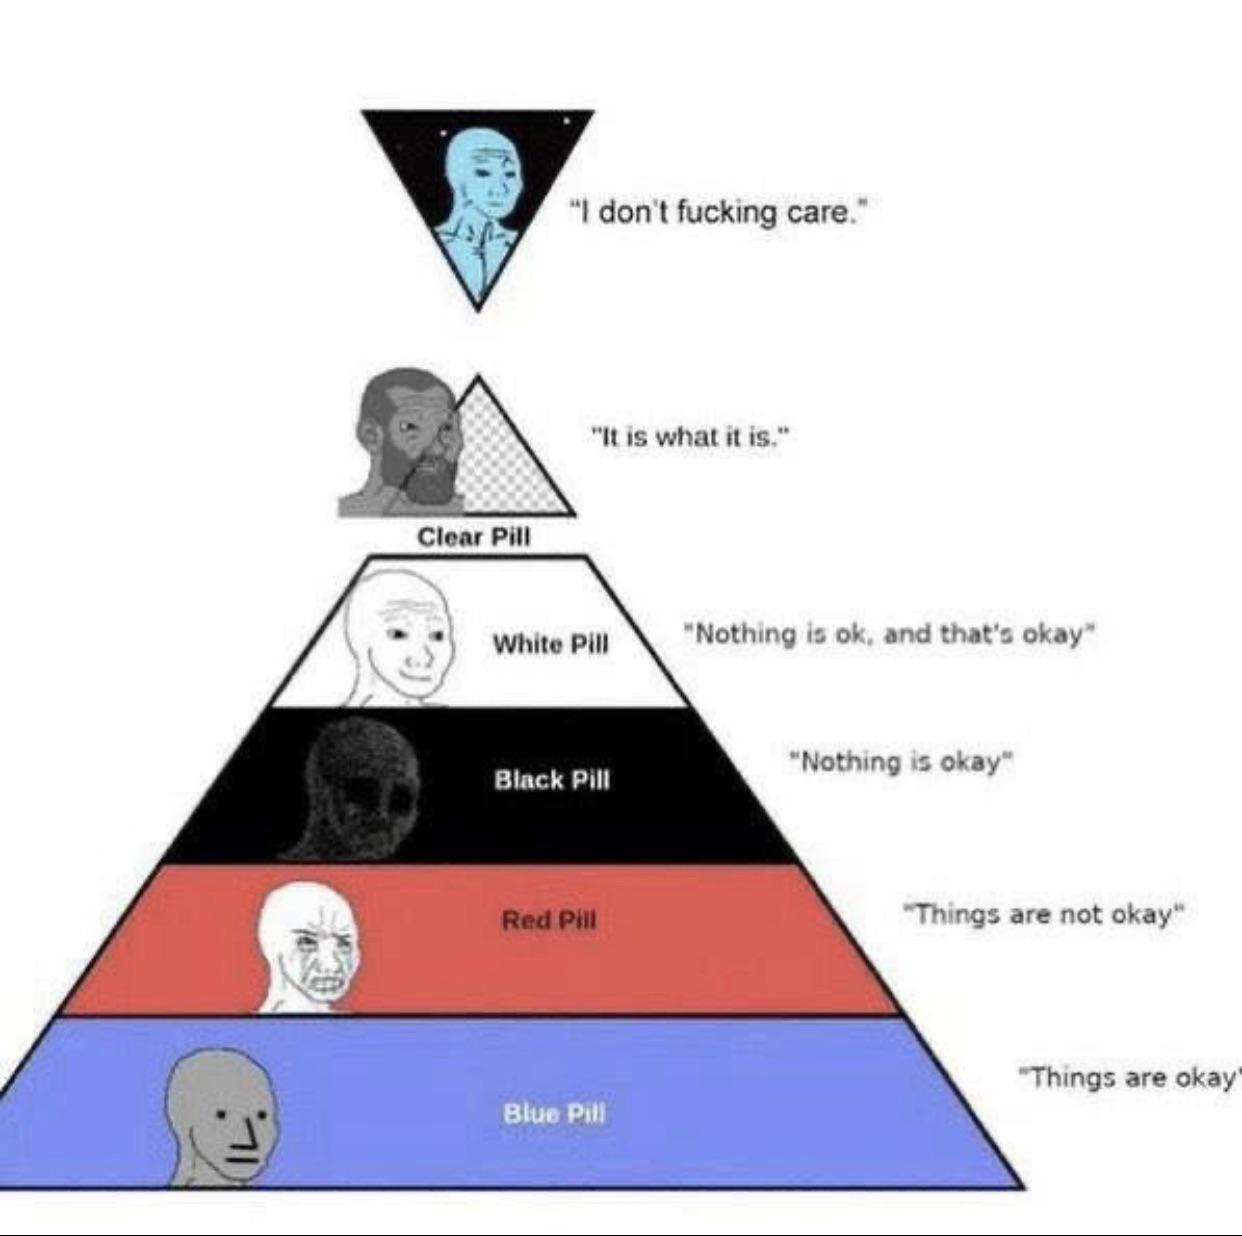 "I don't fucking care."
"It is what it is."
Clear Pill
White Pill
"Nothing is ok, and that's okay"
Black Pill
"Nothing is okay"
Red Pill
"Things are not okay"
"Things are okay"
Blue Pill